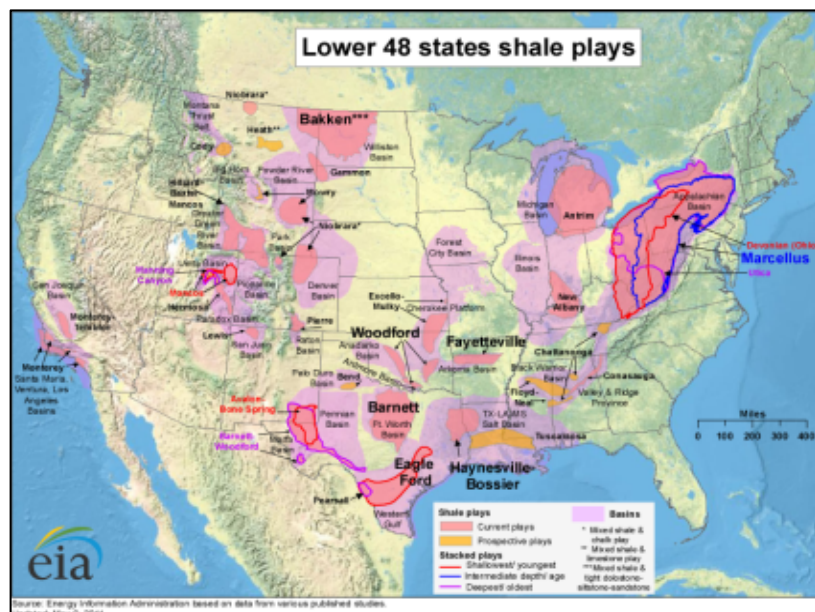 Lower 48 states shale plays
Niobrara*
Montana
Thrust
Belt
Bakken***
Heath**
Cody
Williston
Basin
Big Horn
Basin
Powder River
Basin
Gammon
Hilliard-
Baxter-
Mancos
Mowry
Greater
Green
River
Basin
Niobrara*
Park
Basin
Michigan
Basin
Antrim
Appalachian
Basin
Devonian (Ohio)
Marcellus
Utica
Forest
City Basin
Illinois
Basin
Uinta Basin
Manning
Canyon
Mancos
Piceance
Basin
Denver
Basin
Hermosa
Paradox Basin
Excello-
Mulky
Cherokee Platform
New
Albany
San Joaquin
Basin
Monterey-
Temblor
Pierre
Lewis
San Juan
Basin
Raton
Basin
Woodford
Anadarko
Basin
Fayetteville
Chattanooga
Monterey
Santa Maria,
Ventura, Los
Angeles
Basins
Palo Duro
Basin
Bend
Ardmore Basin
Arkoma Basin
Black Warrior
Basin
Conasauga
Floyd-
Neal
Valley & Ridge
Province
Avalon-
Bone Spring
Permian
Basin
Barnett
Ft. Worth
Basin
TX-LA-MS
Salt Basin
Tuscaloosa
Barnett-
Woodford
Marfa
Basin
Eagle
Ford
Haynesville-
Bossier
Pearsall
Western
Gulf
Miles
0 100 200 300 400
Shale plays
Current plays
Prospective plays
Stacked plays
Shallowest/ youngest
Intermediate depth/ age
Deepest/ oldest
Basins
* Mixed shale &
chalk play
** Mixed shale &
limestone play
***Mixed shale &
tight dolostone-
siltstone-sandstone
eia
Source: Energy Information Administration based on data from various published studies.